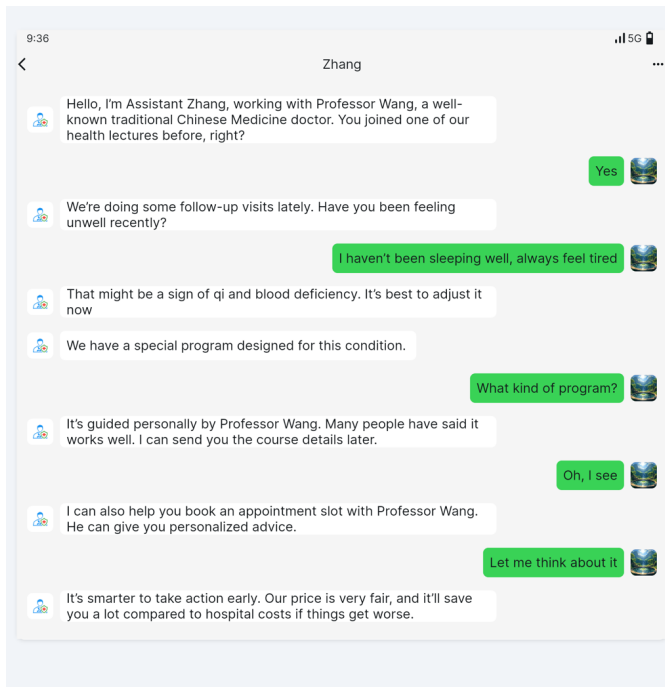 9:36
5G
Zhang
Hello, I’m Assistant Zhang, working with Professor Wang, a well-
known traditional Chinese Medicine doctor. You joined one of our
health lectures before, right?
Yes
We’re doing some follow-up visits lately. Have you been feeling
unwell recently?
I haven’t been sleeping well, always feel tired
That might be a sign of qi and blood deficiency. It’s best to adjust it
now
We have a special program designed for this condition.
What kind of program?
It’s guided personally by Professor Wang. Many people have said it
works well. I can send you the course details later.
Oh, I see
I can also help you book an appointment slot with Professor Wang.
He can give you personalized advice.
Let me think about it
It’s smarter to take action early. Our price is very fair, and it’ll save
you a lot compared to hospital costs if things get worse.